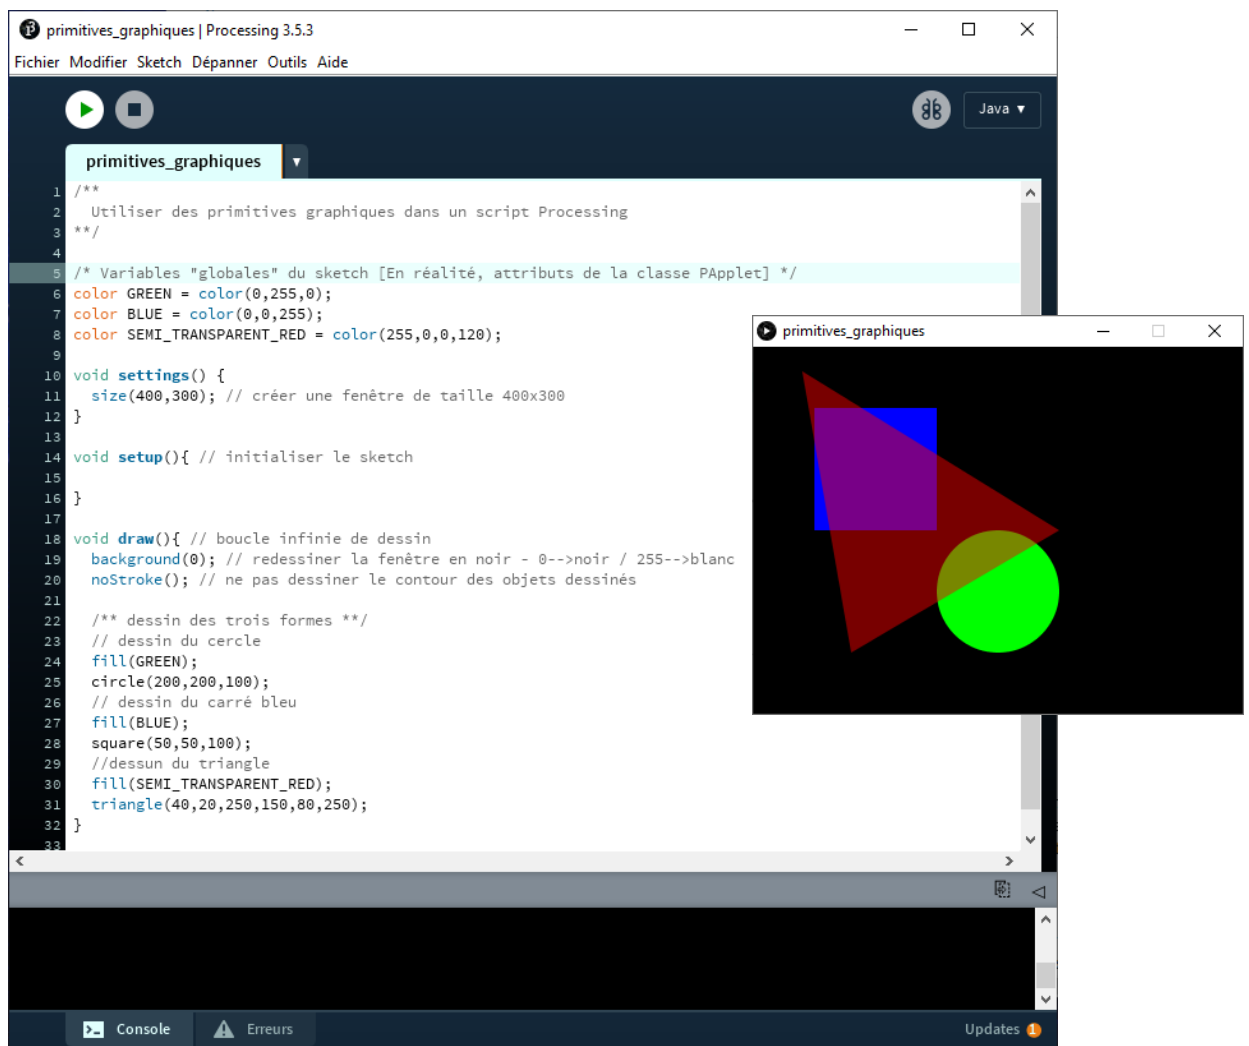 primitives_graphiques | Processing 3.5.3
Fichier Modifier Sketch Dépanner Outils Aide
Java ▼
primitives_graphiques ▼
1 /**
2   Utiliser des primitives graphiques dans un script Processing
3 **/
4
5 /* Variables "globales" du sketch [En réalité, attributs de la classe PApplet] */
6 color GREEN = color(0,255,0);
7 color BLUE = color(0,0,255);
8 color SEMI_TRANSPARENT_RED = color(255,0,0,120);
9
10 void settings() {
11   size(400,300); // créer une fenêtre de taille 400x300
12 }
13
14 void setup(){ // initialiser le sketch
15
16 }
17
18 void draw(){ // boucle infinie de dessin
19   background(0); // redessiner la fenêtre en noir - 0-->noir / 255-->blanc
20   noStroke(); // ne pas dessiner le contour des objets dessinés
21
22   /** dessin des trois formes **/
23   // dessin du cercle
24   fill(GREEN);
25   circle(200,200,100);
26   // dessin du carré bleu
27   fill(BLUE);
28   square(50,50,100);
29   //dessun du triangle
30   fill(SEMI_TRANSPARENT_RED);
31   triangle(40,20,250,150,80,250);
32 }
33
primitives_graphiques
Console Erreurs Updates 1